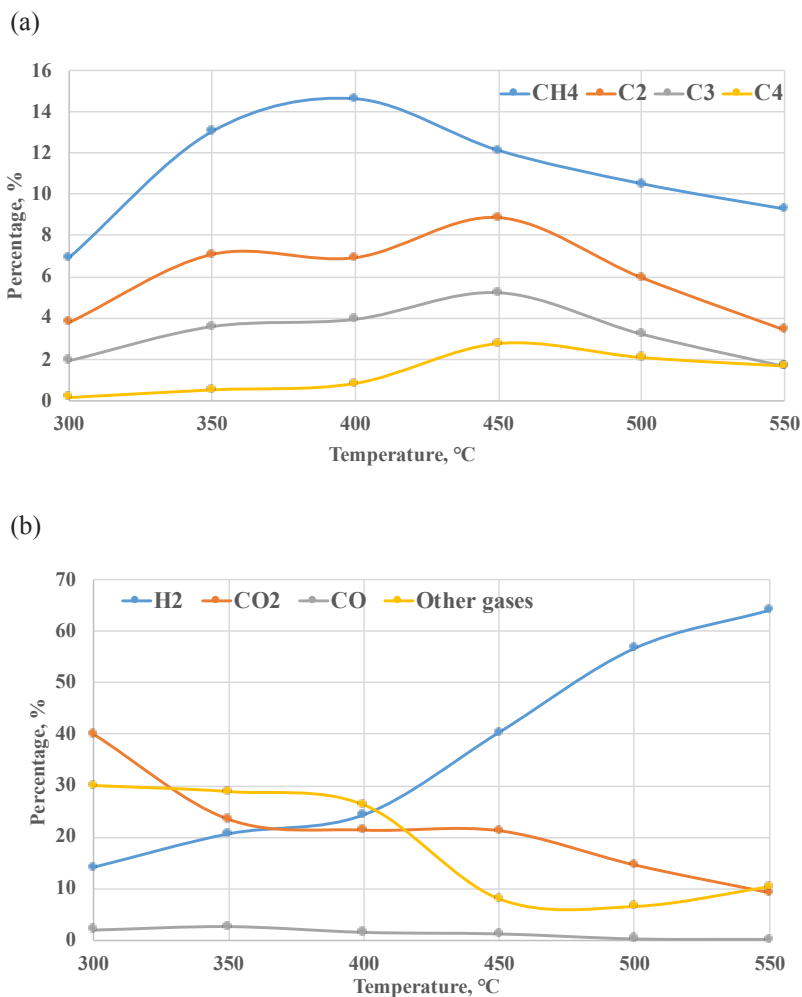 (a)
16
CH4 C2 C3 C4
14
12
10
8
6
4
2
0
Percentage, %
300 350 400 450 500 550
Temperature, °C
(b)
70
H2 CO2 CO Other gases
60
50
40
30
20
10
0
Percentage, %
300 350 400 450 500 550
Temperature, °C